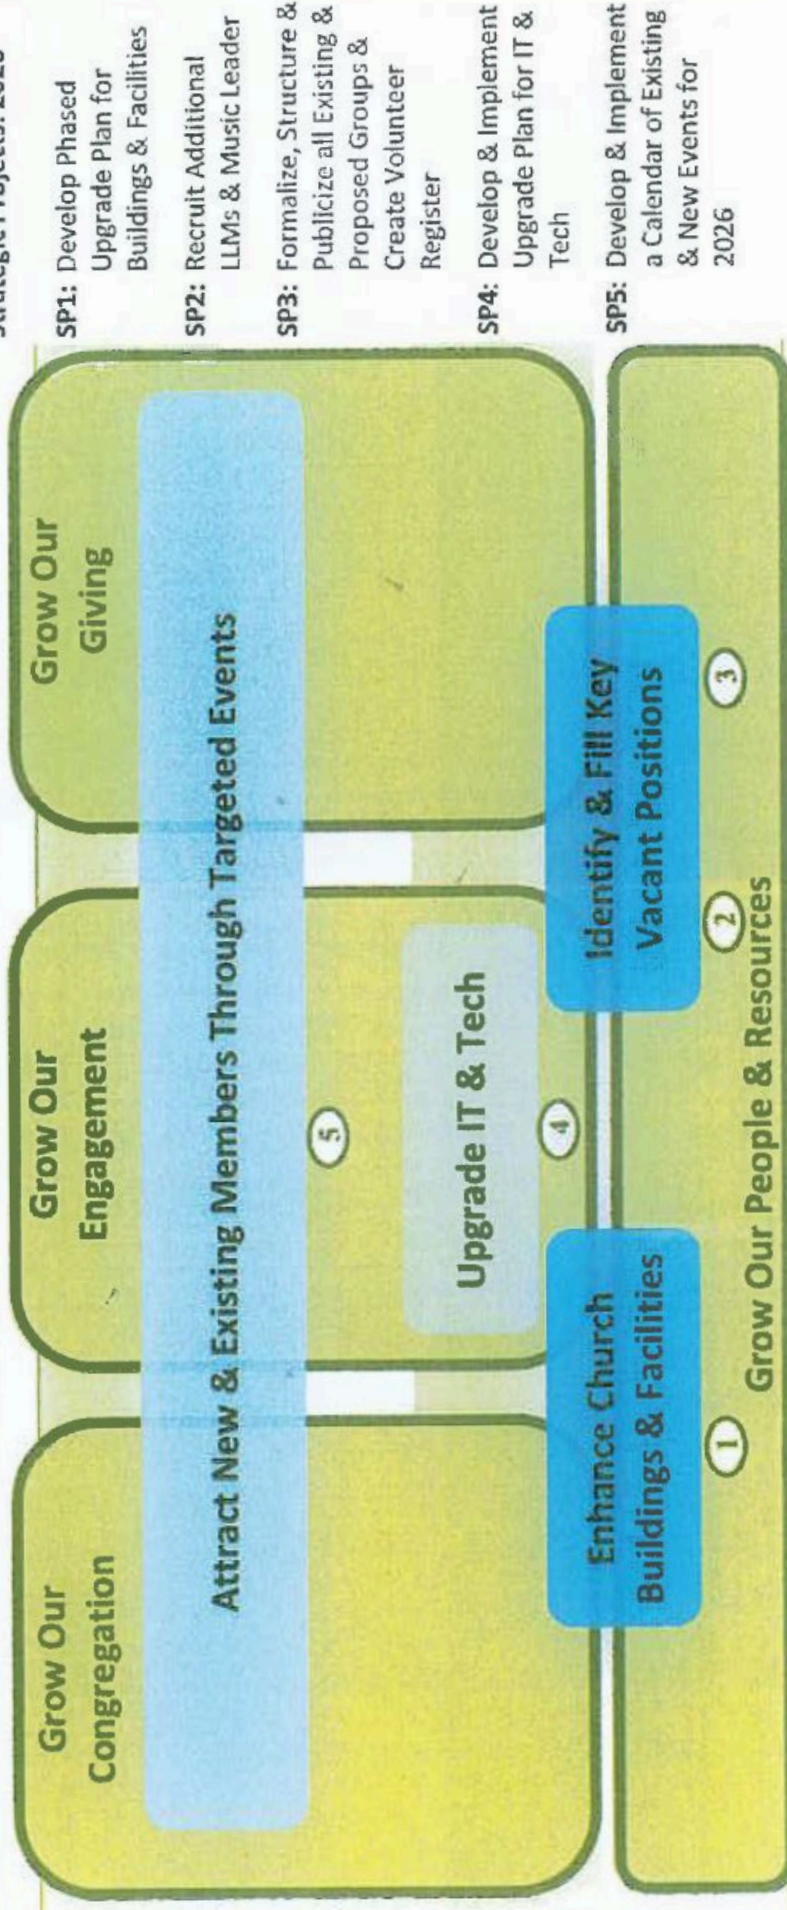 Grow Our
Congregation
Grow Our
Engagement
Grow Our
Giving
Attract New & Existing Members Through Targeted Events
5
Upgrade IT & Tech
4
Enhance Church
Buildings & Facilities
Identify & Fill Key
Vacant Positions
1
2
3
Grow Our People & Resources
SP1: Develop Phased
Upgrade Plan for
Buildings & Facilities
SP2: Recruit Additional
LLMs & Music Leader
SP3: Formalize, Structure &
Publicize all Existing &
Proposed Groups &
Create Volunteer
Register
SP4: Develop & Implement
Upgrade Plan for IT &
Tech
SP5: Develop & Implement
a Calendar of Existing
& New Events for
2026